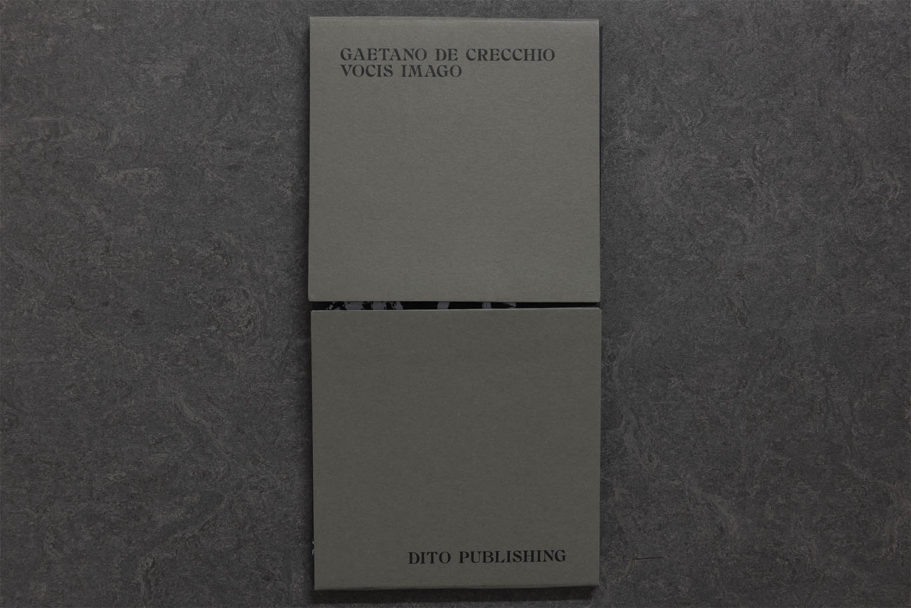 GAETANO DE CRECCHIO
VOCIS IMAGO
DITO PUBLISHING